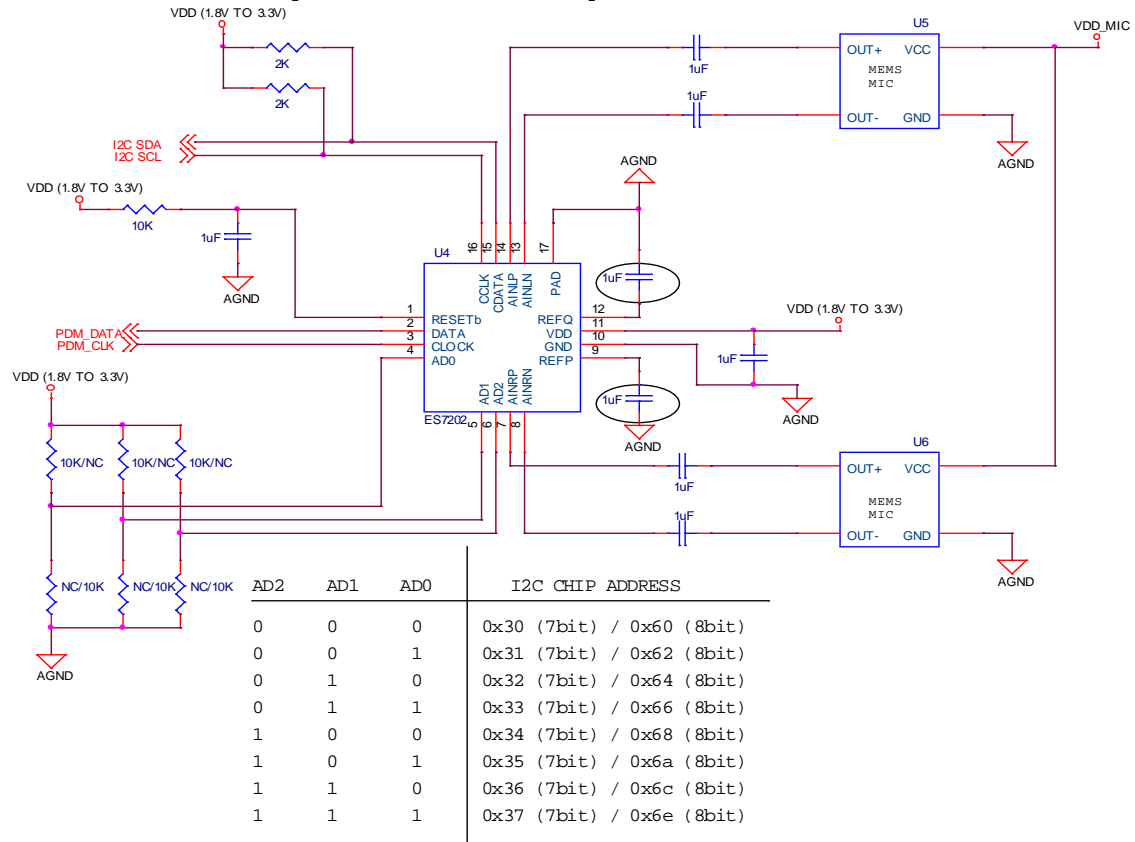 VDD (1.8V TO 3.3V)
2K
2K
I2C SDA
I2C SCL
VDD (1.8V TO 3.3V)
10K
1uF
AGND
PDM_DATA
PDM_CLK
VDD (1.8V TO 3.3V)
10K/NC
10K/NC
10K/NC
NC/10K
NC/10K
NC/10K
AGND
U4
16
15
14
13
17
CCLK
CDATA
AINLP
AINLN
PAD
1
RESETb
2
DATA
3
CLOCK
4
AD0
12
REFQ
11
VDD
10
GND
9
REFP
AD1
AD2
AINRP
AINRN
ES7202
5
6
7
8
AGND
1uF
1uF
AGND
VDD (1.8V TO 3.3V)
1uF
AGND
1uF
1uF
U5
OUT+ VCC
MEMS
MIC
OUT- GND
VDD_MIC
AGND
1uF
1uF
U6
OUT+ VCC
MEMS
MIC
OUT- GND
AGND
AD2 AD1 AD0 I2C CHIP ADDRESS
0 0 0 0x30 (7bit) / 0x60 (8bit)
0 0 1 0x31 (7bit) / 0x62 (8bit)
0 1 0 0x32 (7bit) / 0x64 (8bit)
0 1 1 0x33 (7bit) / 0x66 (8bit)
1 0 0 0x34 (7bit) / 0x68 (8bit)
1 0 1 0x35 (7bit) / 0x6a (8bit)
1 1 0 0x36 (7bit) / 0x6c (8bit)
1 1 1 0x37 (7bit) / 0x6e (8bit)